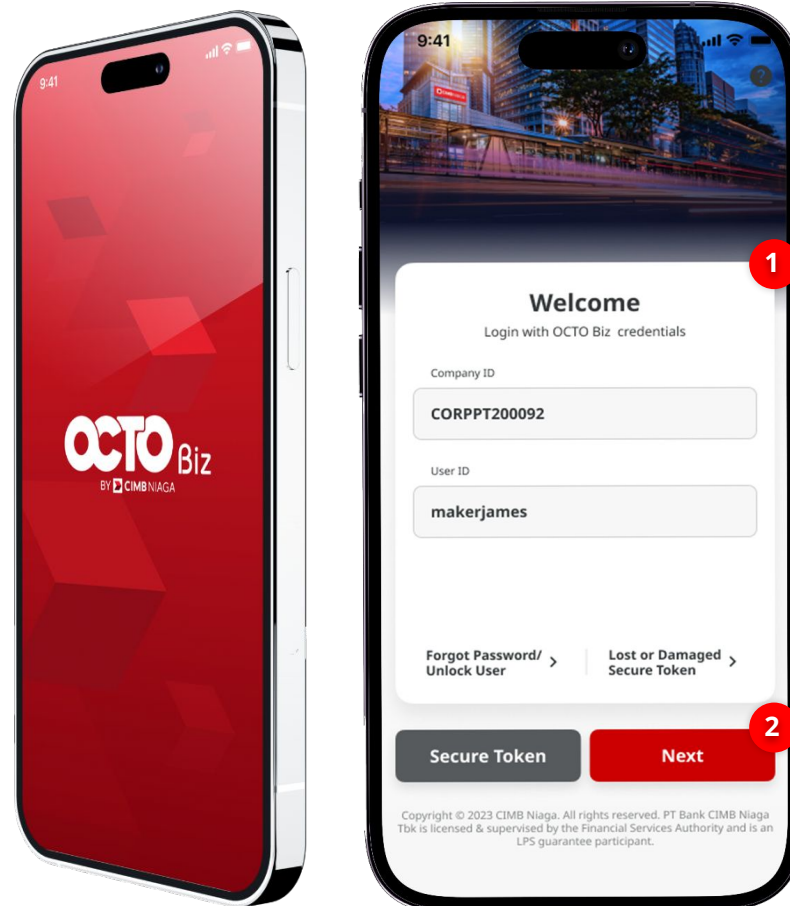 9:41
OCTO Biz
BY CIMB NIAGA
9:41
?
CIMB NIAGA
1
Welcome
Login with OCTO Biz credentials
Company ID
CORPPT200092
User ID
makerjames
Forgot Password/
Unlock User
Lost or Damaged
Secure Token
2
Secure Token
Next
Copyright © 2023 CIMB Niaga. All rights reserved. PT Bank CIMB Niaga
Tbk is licensed & supervised by the Financial Services Authority and is an
LPS guarantee participant.